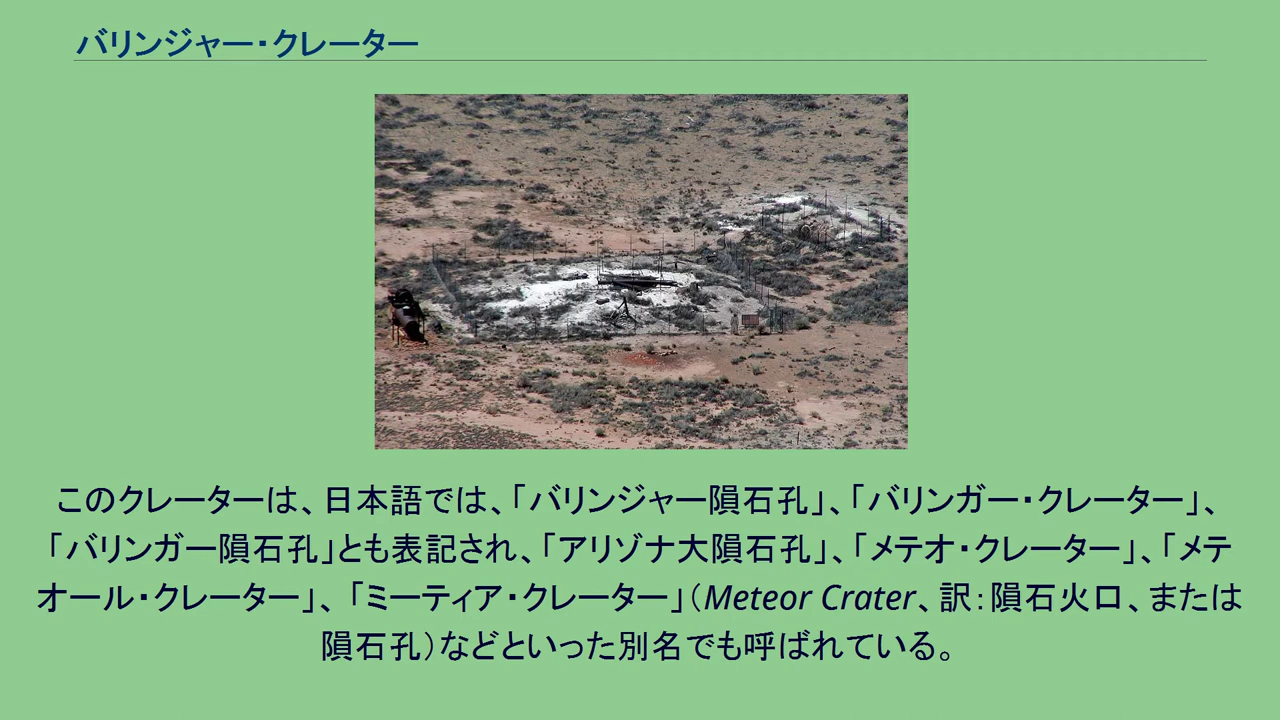 バリンジャー・クレーター
このクレーターは、日本語では、「バリンジャー隕石孔」、「バリンガー・クレーター」、
「バリンガー隕石孔」とも表記され、「アリゾナ大隕石孔」、「メテオ・クレーター」、「メテ
オール・クレーター」、「ミーティア・クレーター」（Meteor Crater、訳：隕石火口、または
隕石孔）などといった別名でも呼ばれている。